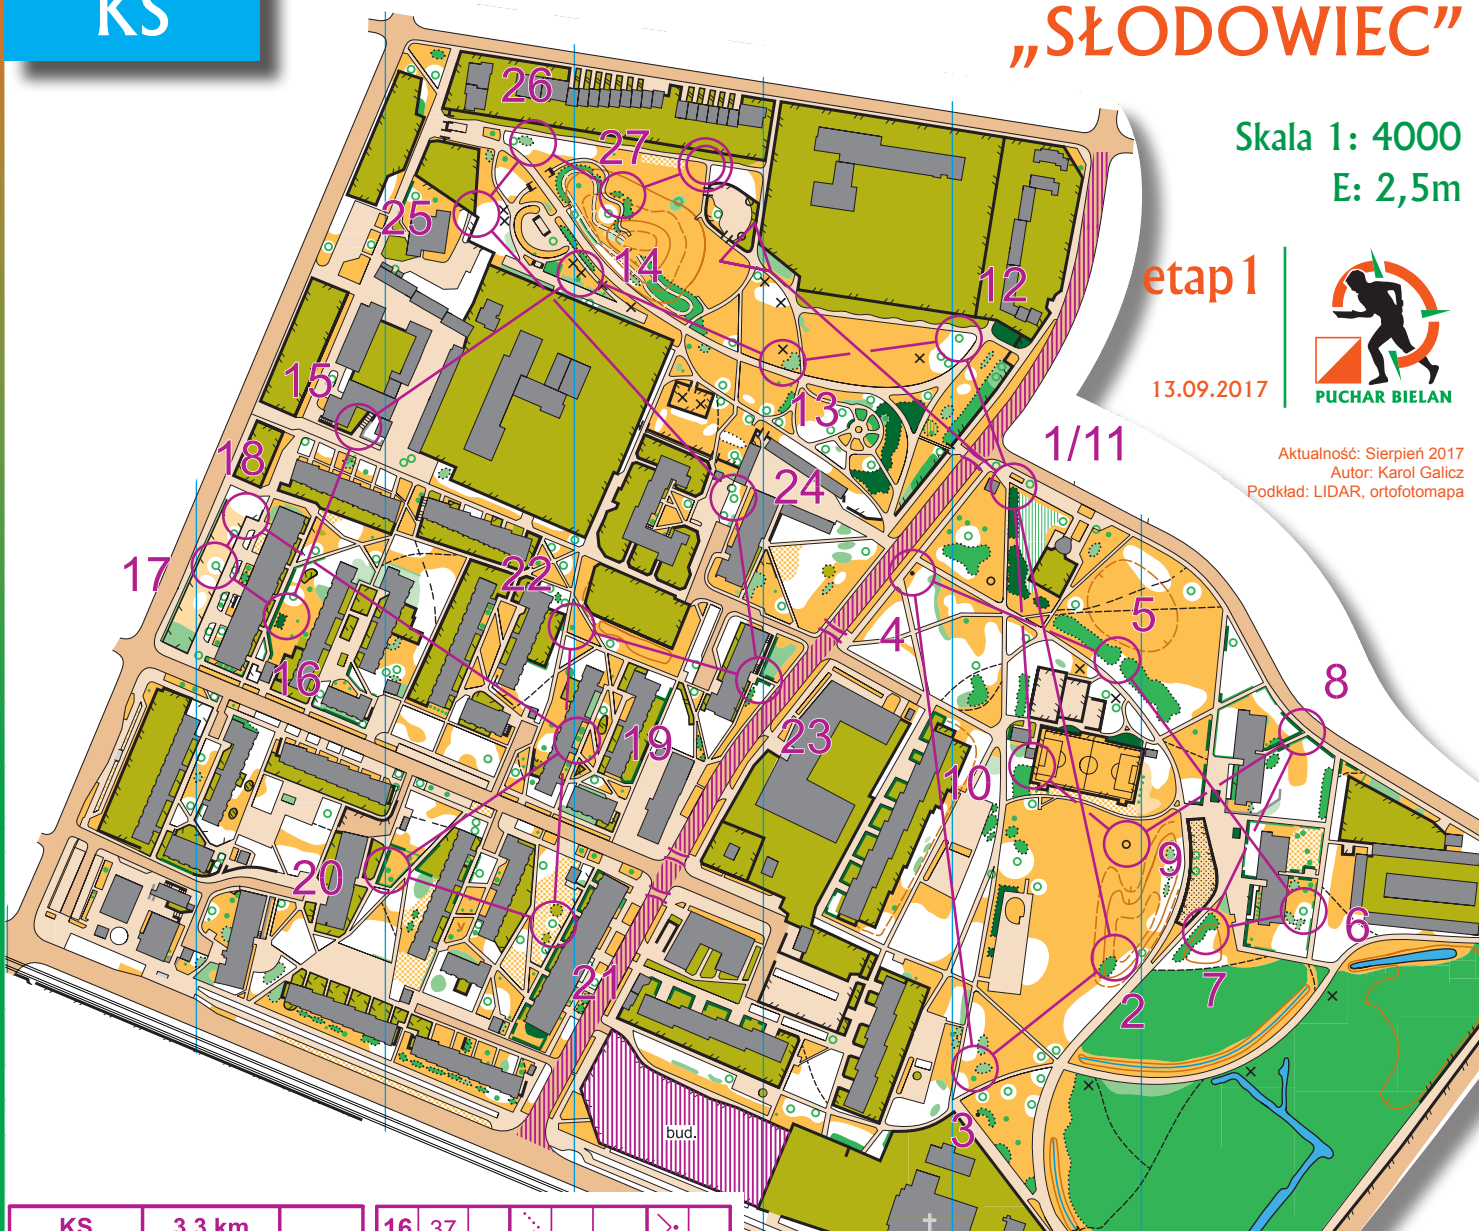 KS
„SŁODOWIEC”
Skala 1: 4000
E: 2,5m
etap 1
13.09.2017
PUCHAR BIELAN
Aktualność: Sierpień 2017
Autor: Karol Galicz
Podkład: LIDAR, ortofotomapa
26
27
25
14
12
15
13
1/11
18
24
17
22
5
4
16
8
19
23
10
20
9
6
21
7
2
3
bud.
KS 3.3 km
16 37